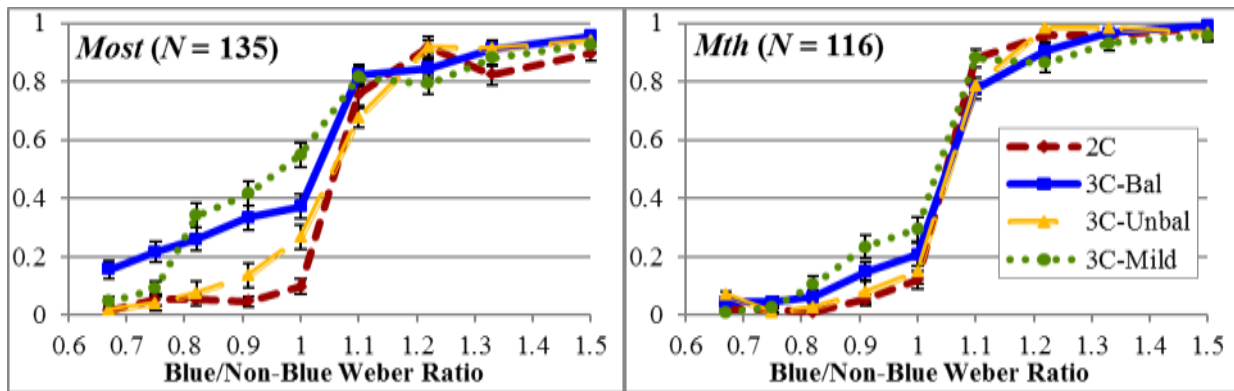 Most (N = 135)
1
0.8
0.6
0.4
0.2
0
0.6 0.7 0.8 0.9 1.0 1.1 1.2 1.3 1.4 1.5
Blue/Non-Blue Weber Ratio
Mth (N = 116)
1
0.8
0.6
0.4
0.2
0
2C
3C-Bal
3C-Unbal
3C-Mild
0.6 0.7 0.8 0.9 1.0 1.1 1.2 1.3 1.4 1.5
Blue/Non-Blue Weber Ratio